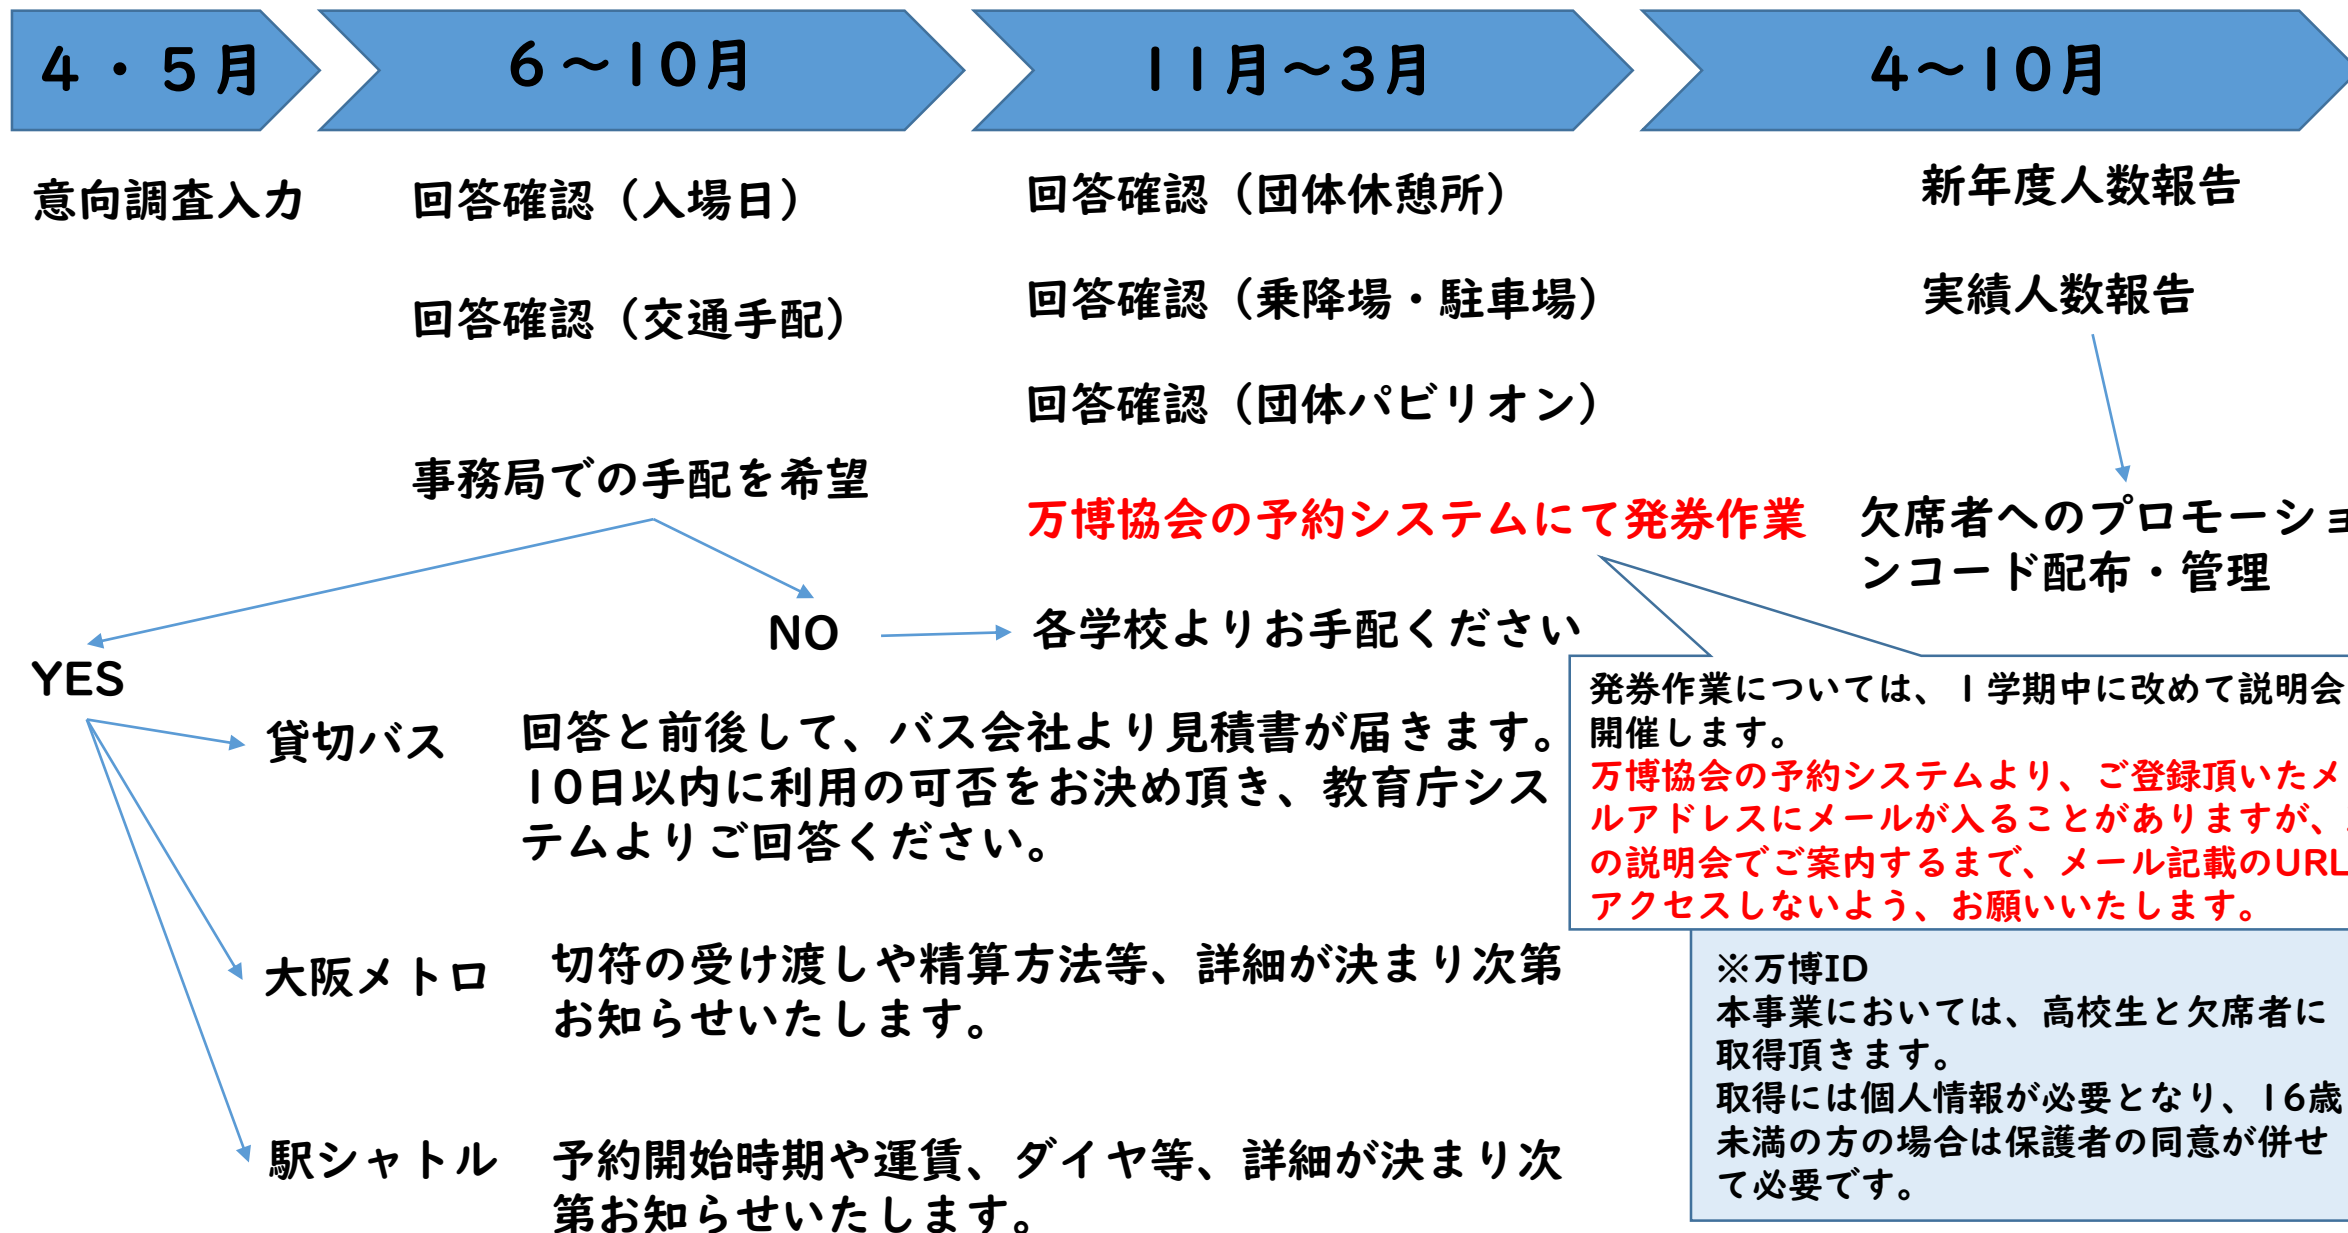 4・5月
6～10月
11月～3月
4～10月
意向調査入力
回答確認（入場日）
回答確認（交通手配）
事務局での手配を希望
YES
NO
各学校よりお手配ください
貸切バス
回答と前後して、バス会社より見積書が届きます。
10日以内に利用の可否をお決め頂き、教育庁シス
テムよりご回答ください。
大阪メトロ
切符の受け渡しや精算方法等、詳細が決まり次第
お知らせいたします。
駅シャトル
予約開始時期や運賃、ダイヤ等、詳細が決まり次
第お知らせいたします。
回答確認（団体休憩所）
回答確認（乗降場・駐車場）
回答確認（団体パビリオン）
万博協会の予約システムにて発券作業
新年度人数報告
実績人数報告
欠席者へのプロモーショ
ンコード配布・管理
発券作業については、1学期中に改めて説明会
開催します。
万博協会の予約システムより、ご登録頂いたメ
ルアドレスにメールが入ることがありますが、
の説明会でご案内するまで、メール記載のURL
アクセスしないよう、お願いいたします。
※万博ID
本事業においては、高校生と欠席者に
取得頂きます。
取得には個人情報が必要となり、16歳
未満の方の場合は保護者の同意が併せ
て必要です。